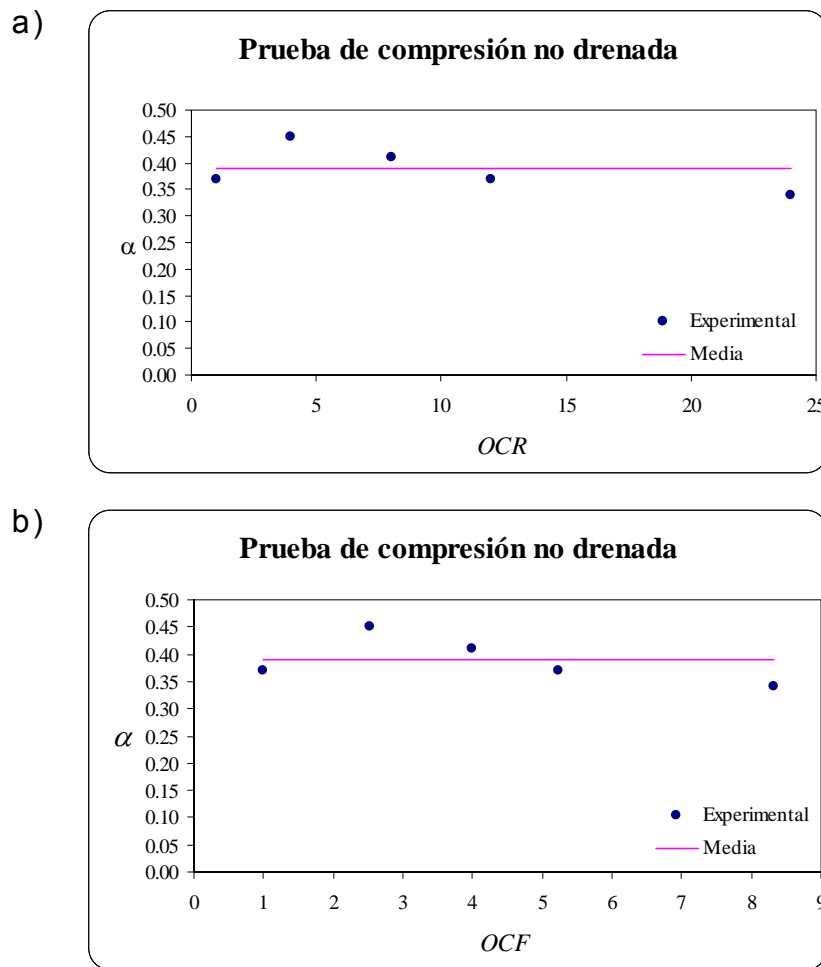 a)
Prueba de compresión no drenada
0.50
0.45
0.40
0.35
0.30
0.25
0.20
0.15
0.10
0.05
0.00
α
Experimental
Media
0 5 10 15 20 25
OCR
b)
Prueba de compresión no drenada
0.50
0.45
0.40
0.35
0.30
0.25
0.20
0.15
0.10
0.05
0.00
α
Experimental
Media
0 1 2 3 4 5 6 7 8 9
OCF